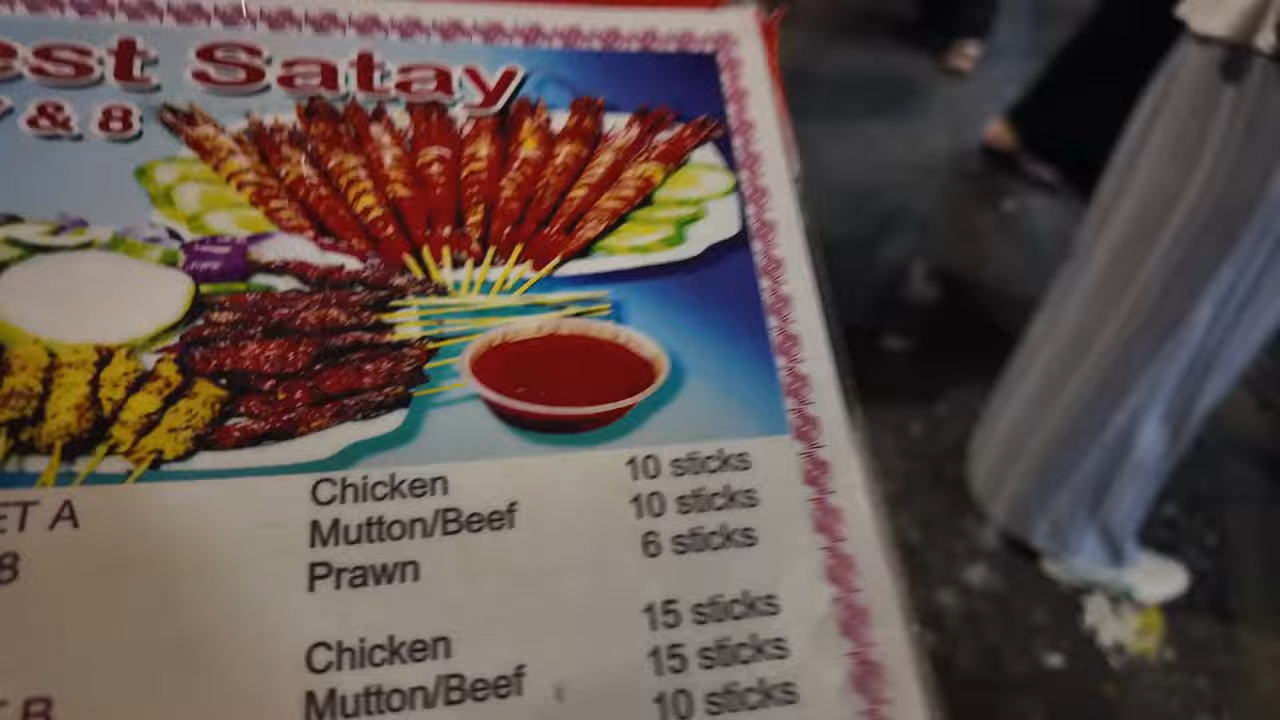 est Satay
& 8
ET A Chicken 10 sticks
Mutton/Beef 10 sticks
8 Prawn 6 sticks
Chicken 15 sticks
Mutton/Beef 15 sticks
B 10 sticks